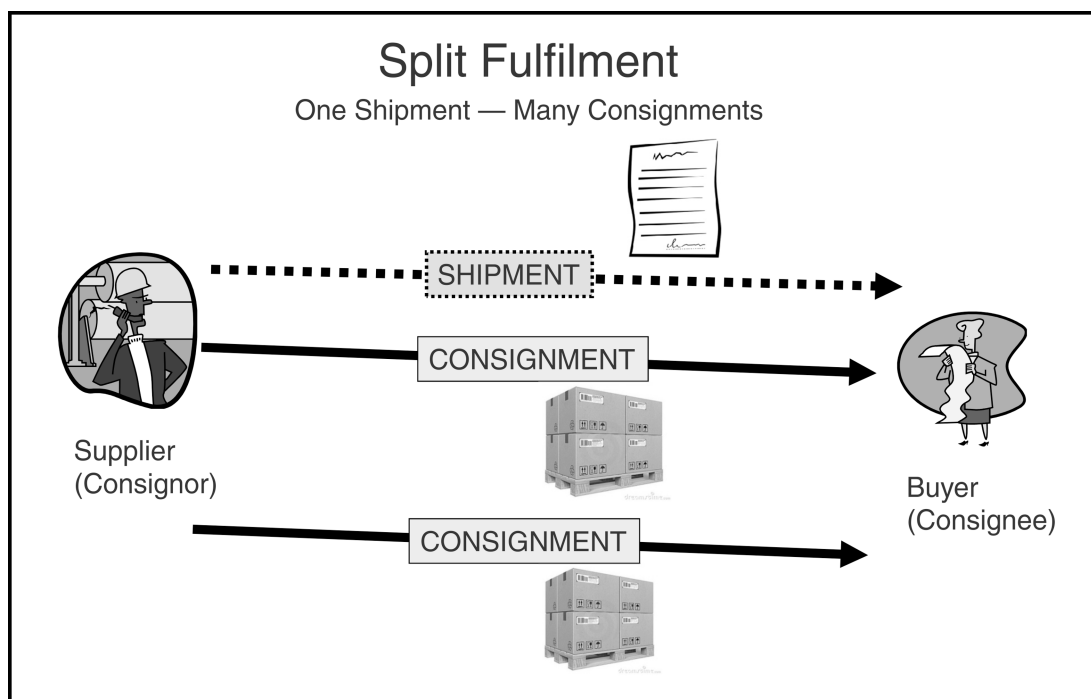 Split Fulfilment
One Shipment — Many Consignments
SHIPMENT
CONSIGNMENT
Supplier
(Consignor)
Buyer
(Consignee)
CONSIGNMENT